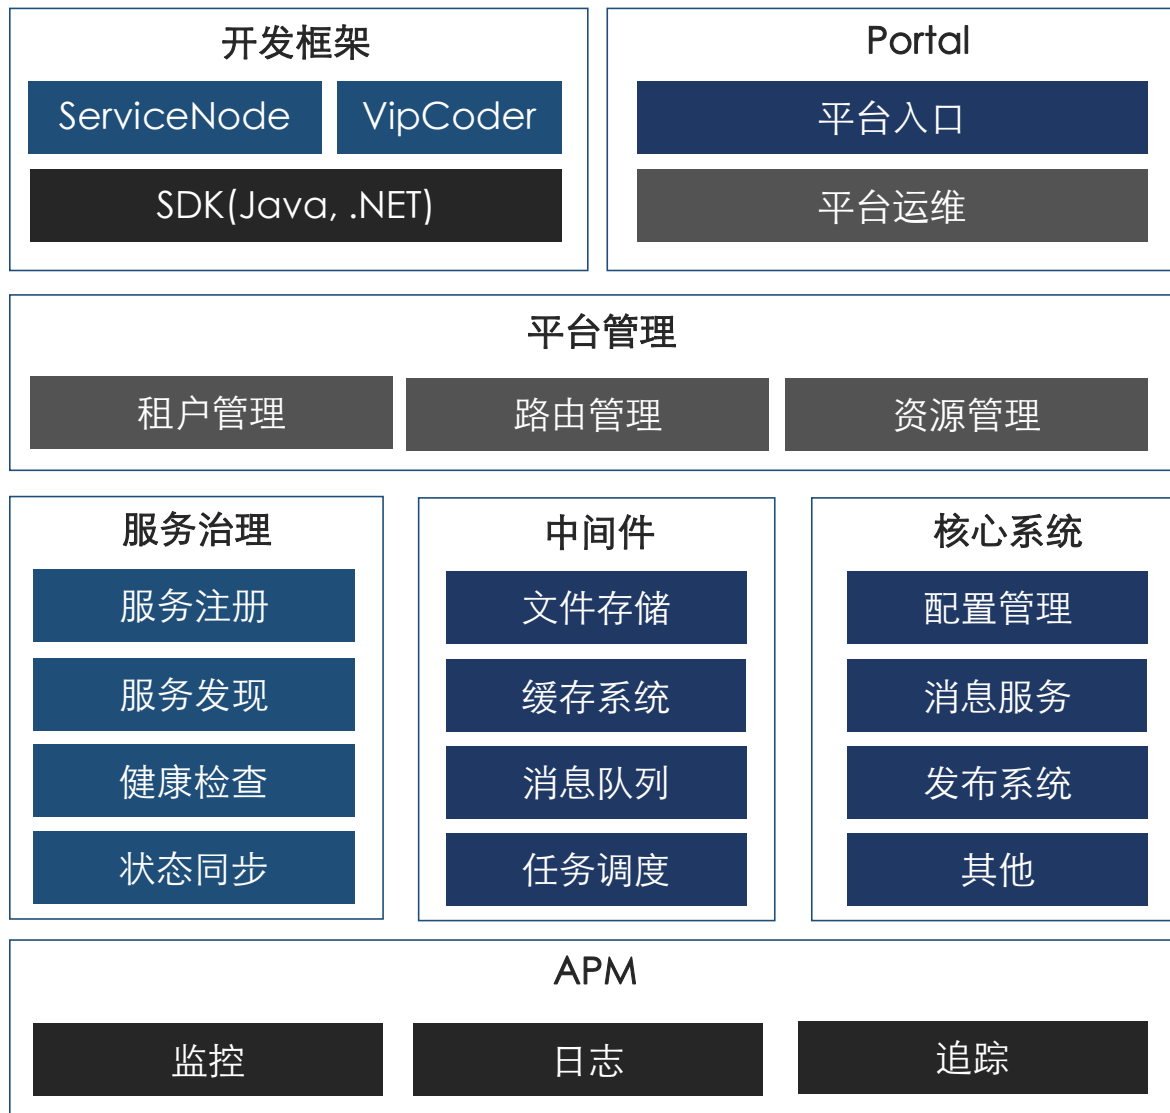 开发框架
ServiceNode
VipCoder
SDK(Java, .NET)
Portal
平台入口
平台运维
平台管理
租户管理
路由管理
资源管理
服务治理
服务注册
服务发现
健康检查
状态同步
中间件
文件存储
缓存系统
消息队列
任务调度
核心系统
配置管理
消息服务
发布系统
其他
APM
监控
日志
追踪